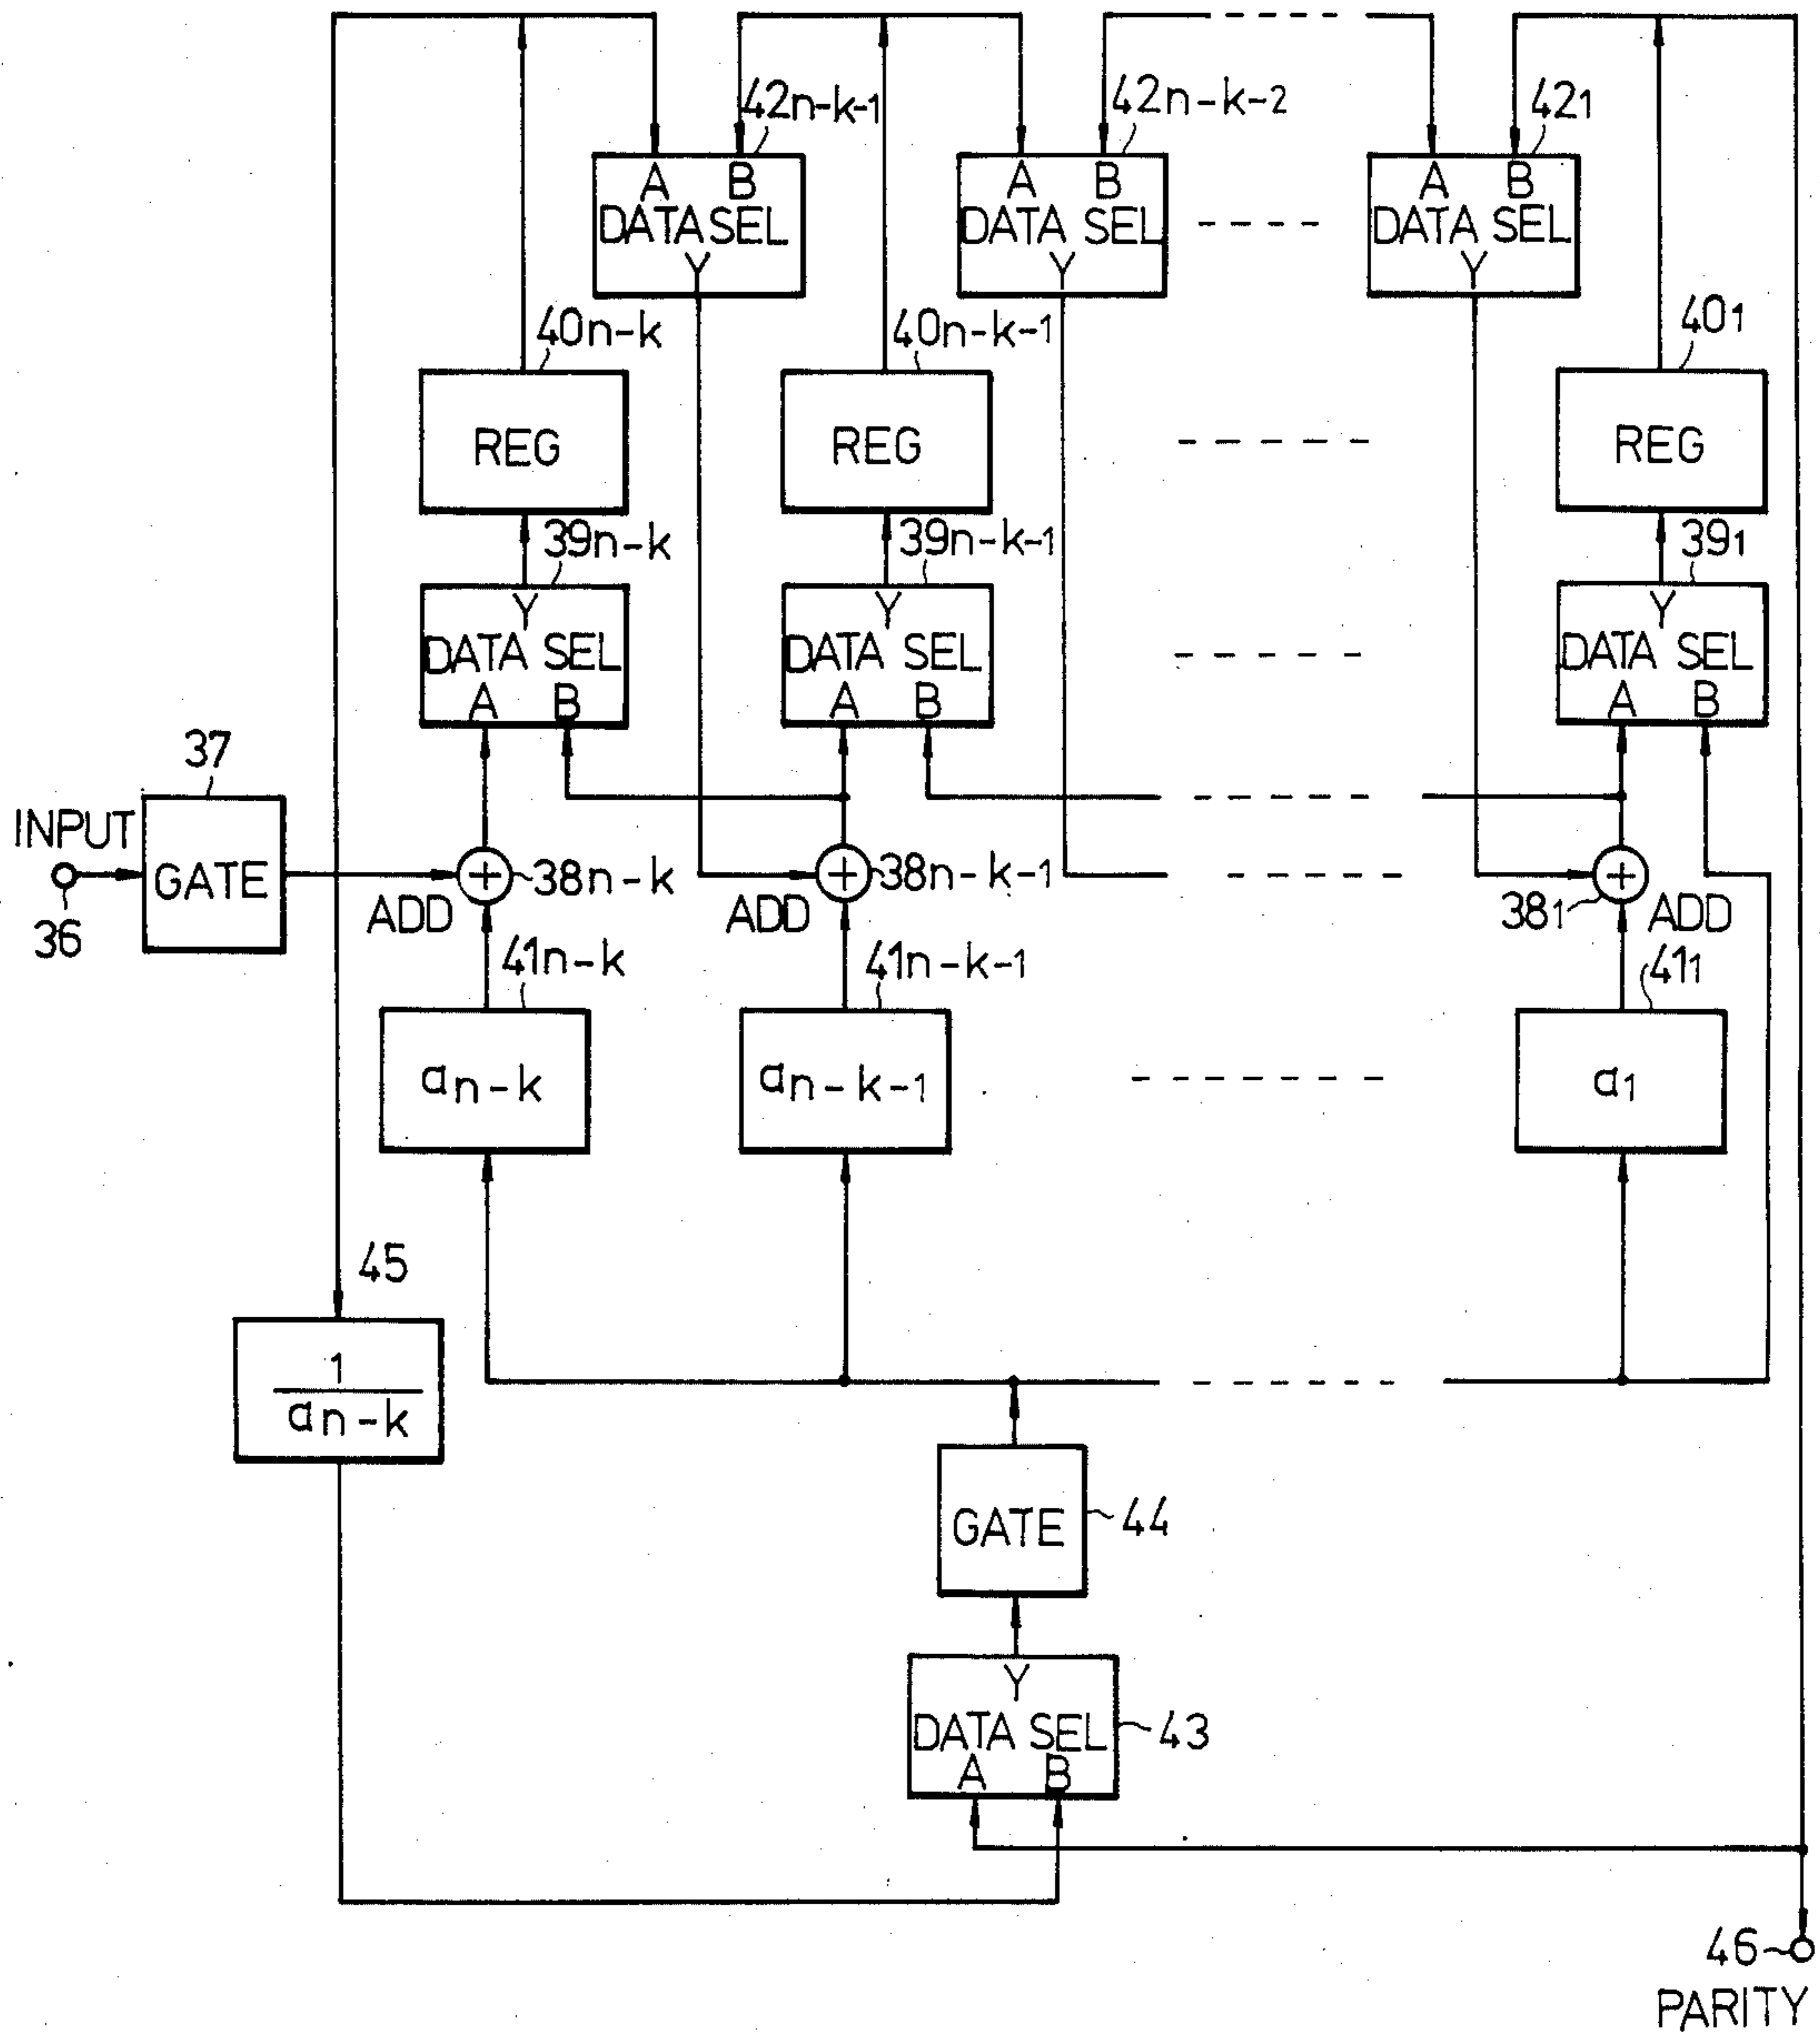 42n-k-1
42n-k-2
421
A B
DATA SEL
Y
A B
DATA SEL
Y
A B
DATA SEL
Y
40n-k
40n-k-1
401
REG
REG
REG
39n-k
39n-k-1
391
Y
DATA SEL
A B
Y
DATA SEL
A B
Y
DATA SEL
A B
37
INPUT
GATE
36
+
38n-k
ADD
+
38n-k-1
ADD
+
381
ADD
41n-k
41n-k-1
411
an-k
an-k-1
a1
45
1
an-k
GATE
44
Y
DATA SEL
A B
43
46
PARITY